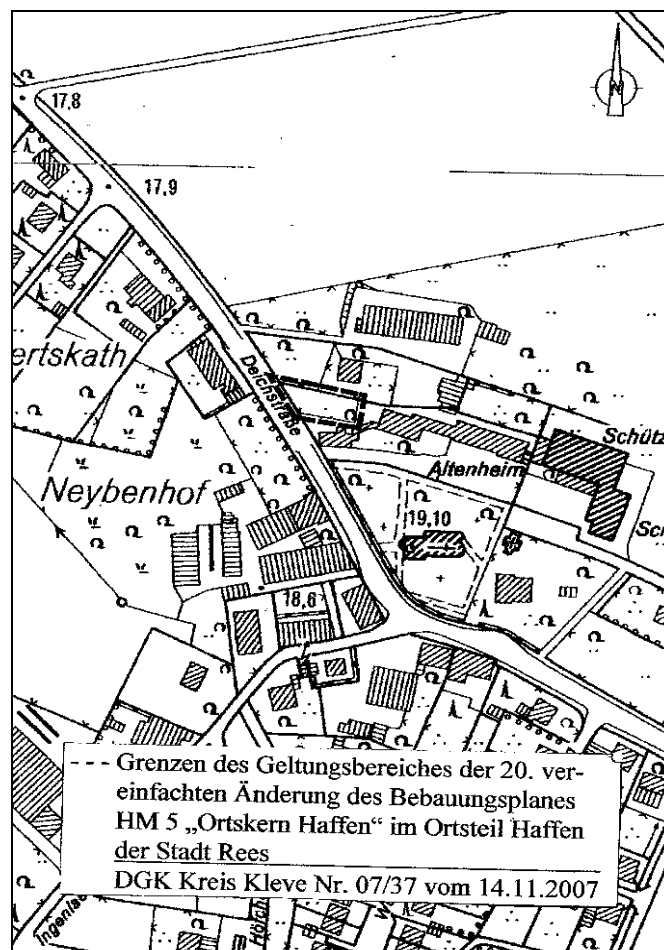 N
17,8
17,9
ertskath
Deichstraße
Neybenhof
Schütz
Altenheim
19,10
Sch
18,6
--- Grenzen des Geltungsbereiches der 20. ver-
einfachten Änderung des Bebauungsplanes
HM 5 „Ortskern Haffen“ im Ortsteil Haffen
der Stadt Rees
DGK Kreis Kleve Nr. 07/37 vom 14.11.2007
Hörch